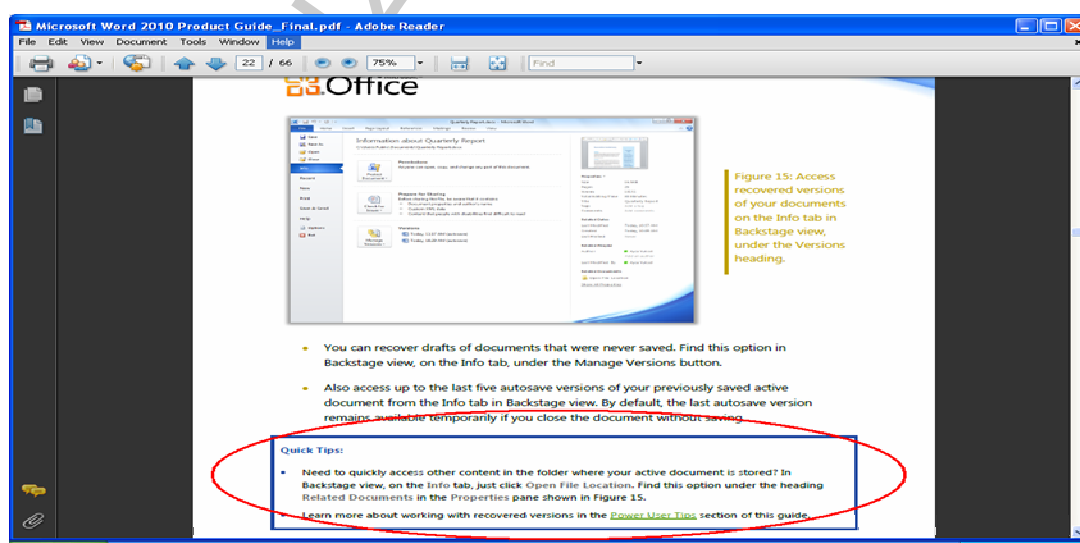 Microsoft Word 2010 Product Guide_Final.pdf - Adobe Reader
File Edit View Document Tools Window Help
22 / 66 75% Find
Office
Information about Quarterly Report
Permissions
Prepare for Sharing
Versions
Figure 15: Access
recovered versions
of your documents
on the Info tab in
Backstage view,
under the Versions
heading.
• You can recover drafts of documents that were never saved. Find this option in
Backstage view, on the Info tab, under the Manage Versions button.
• Also access up to the last five autosave versions of your previously saved active
document from the Info tab in Backstage view. By default, the last autosave version
remains available temporarily if you close the document without saving.
Quick Tips:
• Need to quickly access other content in the folder where your active document is stored? In
Backstage view, on the Info tab, just click Open File Location. Find this option under the heading
Related Documents in the Properties pane shown in Figure 15.
• Learn more about working with recovered versions in the Power User Tips section of this guide.